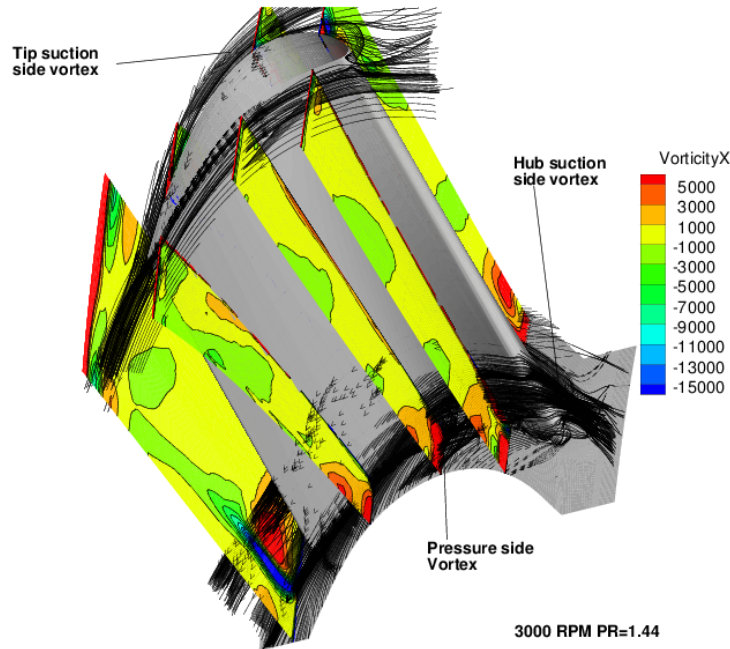 Tip suction
side vortex
Hub suction
side vortex
VorticityX
5000
3000
1000
-1000
-3000
-5000
-7000
-9000
-11000
-13000
-15000
Pressure side
Vortex
3000 RPM PR=1.44